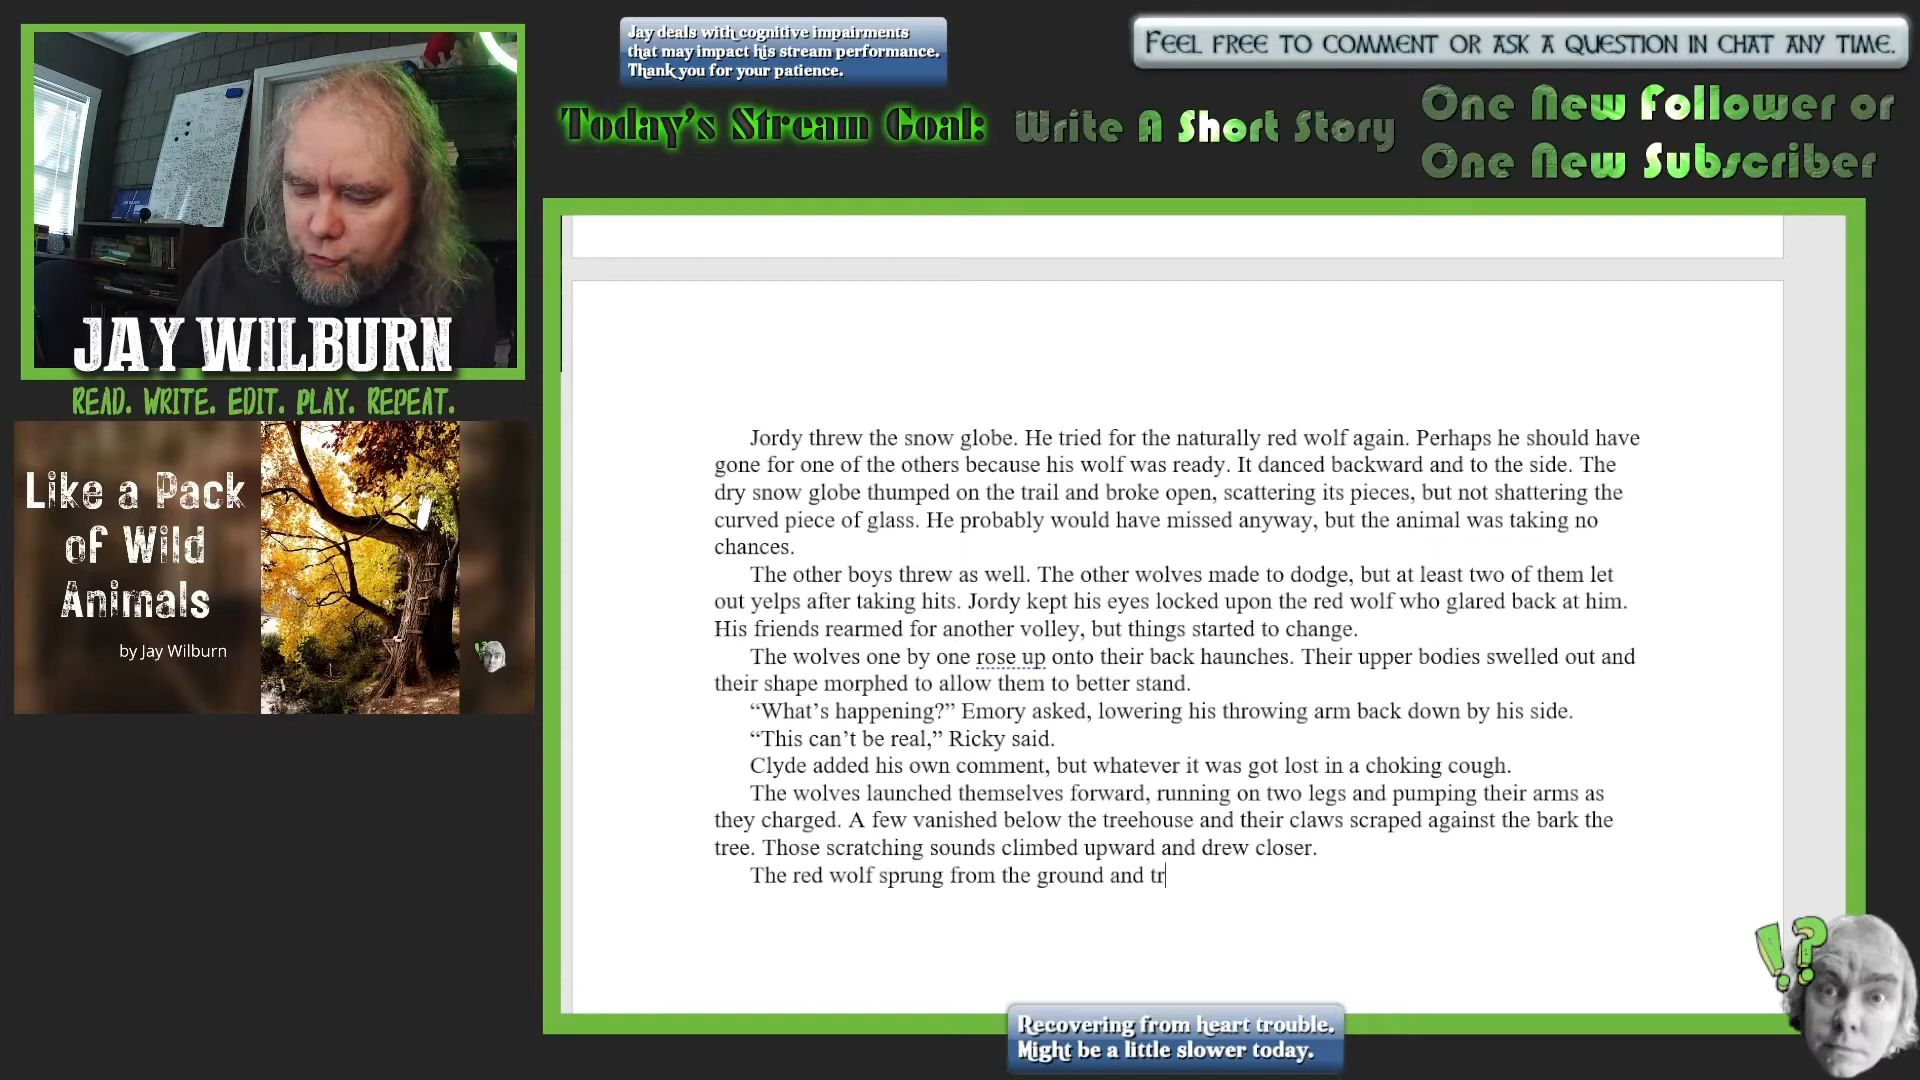 Jay deals with cognitive impairments
that may impact his stream performance.
Thank you for your patience.
FEEL FREE TO COMMENT OR ASK A QUESTION IN CHAT ANY TIME.
Today's Stream Goal:
Write A Short Story
One New Follower or
One New Subscriber
JAY WILBURN
READ. WRITE. EDIT. PLAY. REPEAT.
Like a Pack
of Wild
Animals
by Jay Wilburn
Jordy threw the snow globe. He tried for the naturally red wolf again. Perhaps he should have
gone for one of the others because his wolf was ready. It danced backward and to the side. The
dry snow globe thumped on the trail and broke open, scattering its pieces, but not shattering the
curved piece of glass. He probably would have missed anyway, but the animal was taking no
chances.
The other boys threw as well. The other wolves made to dodge, but at least two of them let
out yelps after taking hits. Jordy kept his eyes locked upon the red wolf who glared back at him.
His friends rearmed for another volley, but things started to change.
The wolves one by one rose up onto their back haunches. Their upper bodies swelled out and
their shape morphed to allow them to better stand.
“What’s happening?” Emory asked, lowering his throwing arm back down by his side.
“This can’t be real,” Ricky said.
Clyde added his own comment, but whatever it was got lost in a choking cough.
The wolves launched themselves forward, running on two legs and pumping their arms as
they charged. A few vanished below the treehouse and their claws scraped against the bark the
tree. Those scratching sounds climbed upward and drew closer.
The red wolf sprung from the ground and tr
!?
Recovering from heart trouble.
Might be a little slower today.